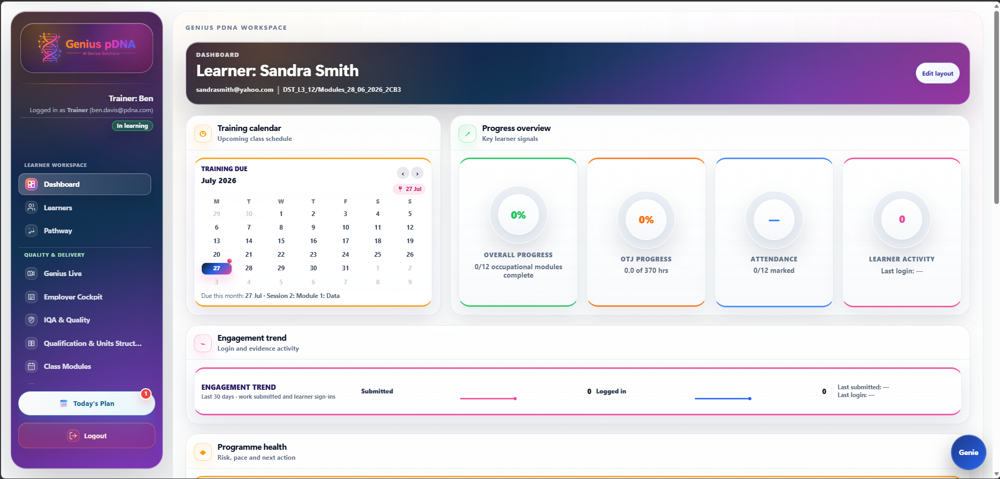 Genius pDNA
AI Genius Solutions
Trainer: Ben
Logged in as Trainer (ben.davis@pdna.com)
In learning
LEARNER WORKSPACE
Dashboard
Learners
Pathway
QUALITY & DELIVERY
Genius Live
Employer Cockpit
IQA & Quality
Qualification & Units Struct...
Class Modules
Today's Plan
1
Logout
GENIUS PDNA WORKSPACE
DASHBOARD
Learner: Sandra Smith
sandrasmith@yahoo.com | DST_L3_12/Modules_28_06_2026_2CB3
Edit layout
Training calendar
Upcoming class schedule
TRAINING DUE
July 2026
‹ ›
27 Jul
M T W T F S S
29 30 1 2 3 4 5
6 7 8 9 10 11 12
13 14 15 16 17 18 19
20 21 22 23 24 25 26
27 28 29 30 31 1 2
3 4 5 6 7 8 9
Due this month: 27 Jul · Session 2: Module 1: Data
Progress overview
Key learner signals
0%
OVERALL PROGRESS
0/12 occupational modules
complete
0%
OTJ PROGRESS
0.0 of 370 hrs
—
ATTENDANCE
0/12 marked
0
LEARNER ACTIVITY
Last login: —
Engagement trend
Login and evidence activity
ENGAGEMENT TREND
Last 30 days · work submitted and learner sign-ins
Submitted
0
Logged in
0
Last submitted: —
Last login: —
Programme health
Risk, pace and next action
Genie